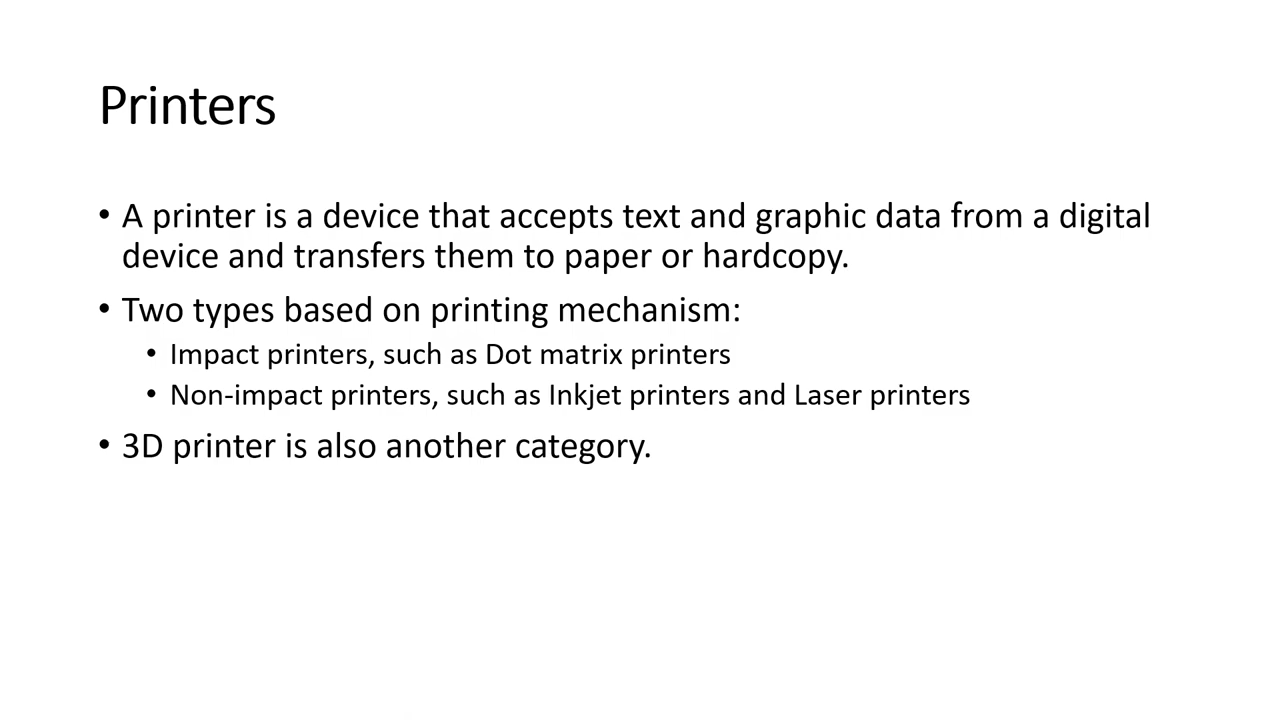 Printers
• A printer is a device that accepts text and graphic data from a digital
device and transfers them to paper or hardcopy.
• Two types based on printing mechanism:
• Impact printers, such as Dot matrix printers
• Non-impact printers, such as Inkjet printers and Laser printers
• 3D printer is also another category.